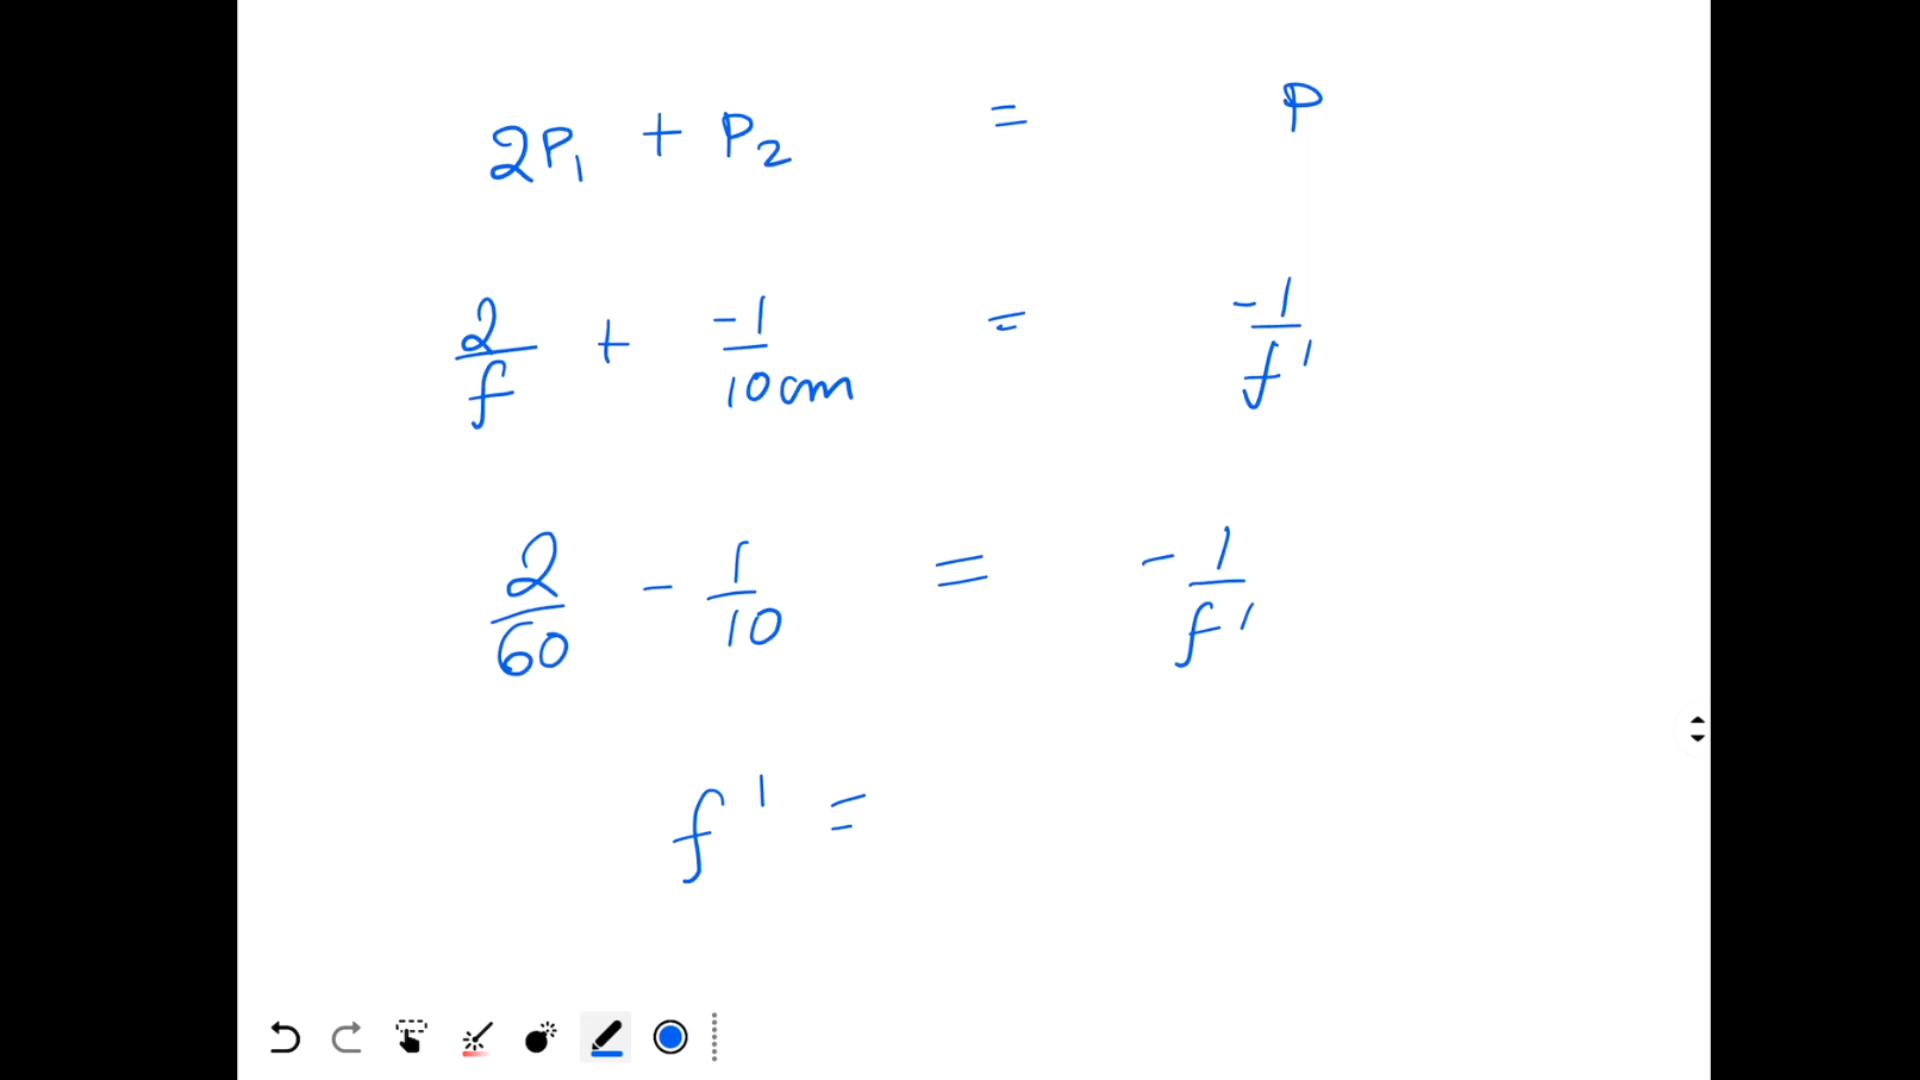 2P₁ + P₂ = P
2/f + -1/10cm = -1/f'
2/60 - 1/10 = -1/f'
f' =